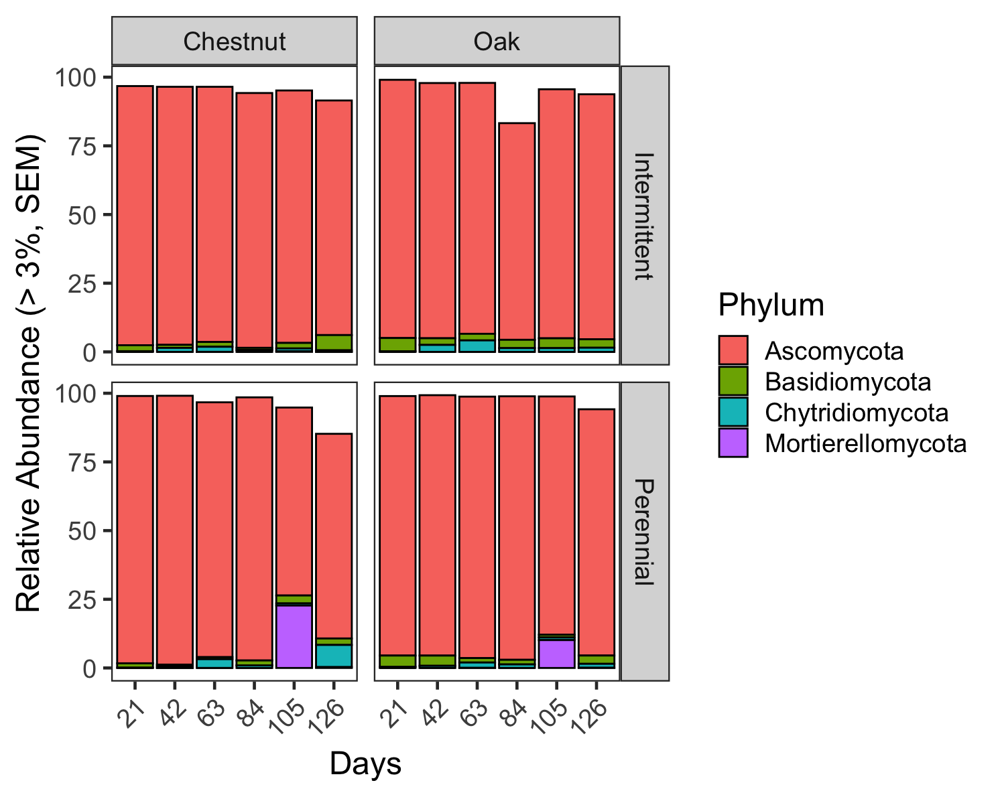 Chestnut
Oak
Relative Abundance (> 3%, SEM)
100
75
50
25
0
Intermittent
100
75
50
25
0
Perennial
21 42 63 84 105 126
21 42 63 84 105 126
Days
Phylum
Ascomycota
Basidiomycota
Chytridiomycota
Mortierellomycota